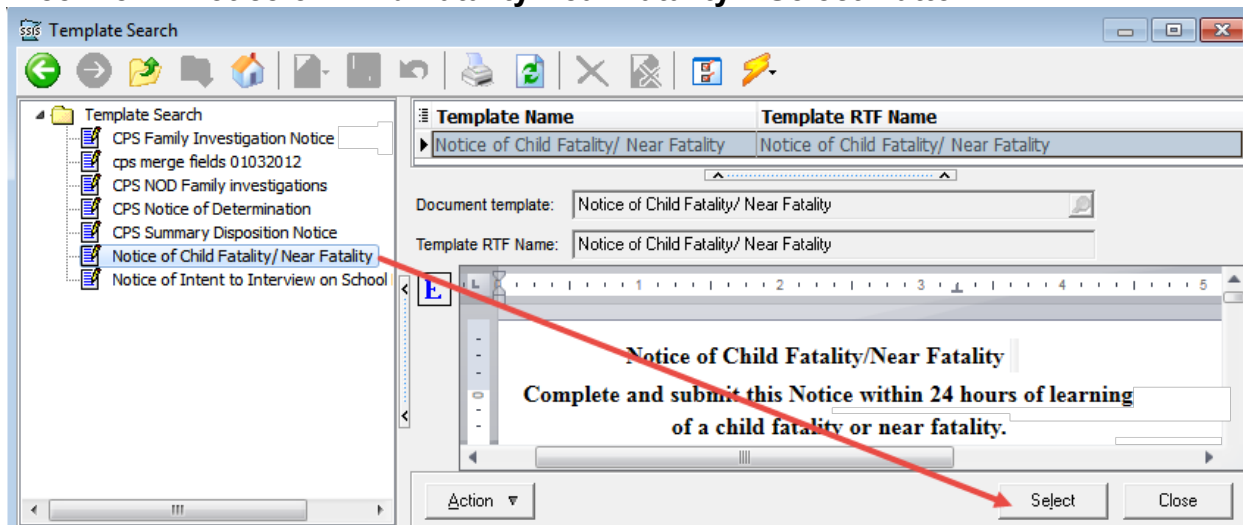 ssis Template Search
Template Search
CPS Family Investigation Notice
cps merge fields 01032012
CPS NOD Family investigations
CPS Notice of Determination
CPS Summary Disposition Notice
Notice of Child Fatality/ Near Fatality
Notice of Intent to Interview on School
Template Name Template RTF Name
Notice of Child Fatality/ Near Fatality Notice of Child Fatality/ Near Fatality
Document template: Notice of Child Fatality/ Near Fatality
Template RTF Name: Notice of Child Fatality/ Near Fatality
E L 1 2 3 4 5
Notice of Child Fatality/Near Fatality
Complete and submit this Notice within 24 hours of learning
of a child fatality or near fatality.
Action Select Close